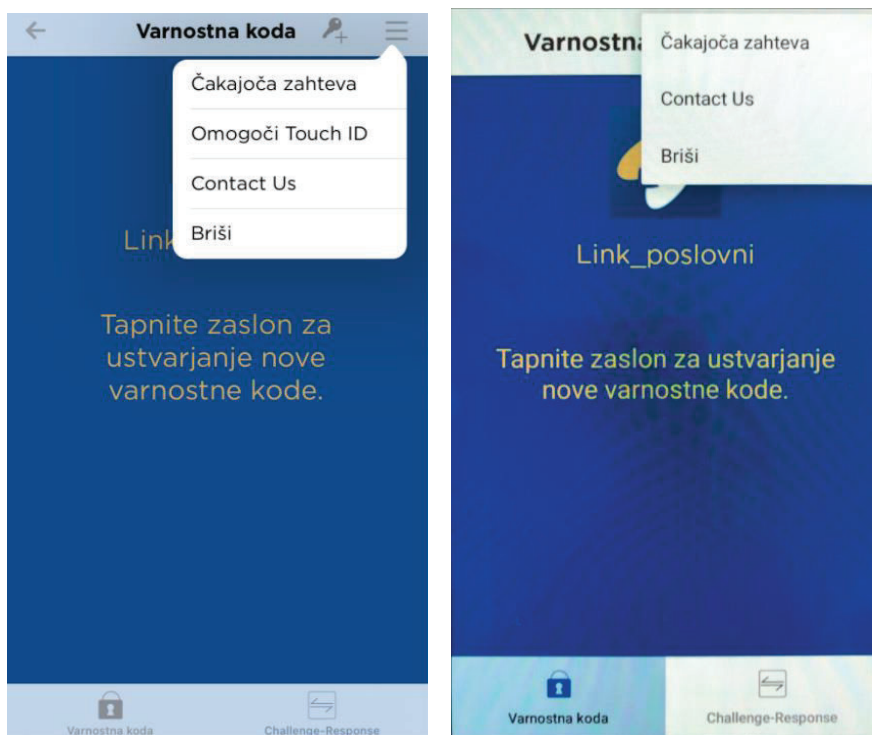 Varnostna koda
Čakajoča zahteva
Omogoči Touch ID
Contact Us
Briši
Link
Tapnite zaslon za
ustvarjanje nove
varnostne kode.
Varnostna koda
Challenge-Response
Varnostn
Čakajoča zahteva
Contact Us
Briši
Link_poslovni
Tapnite zaslon za ustvarjanje
nove varnostne kode.
Varnostna koda
Challenge-Response